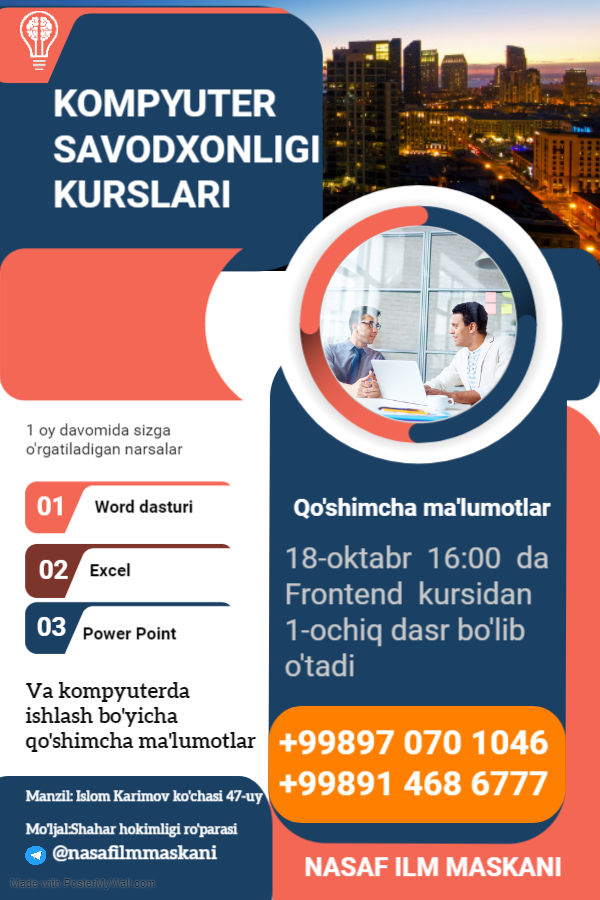 KOMPYUTER
SAVODXONLIGI
KURSLARI
1 oy davomida sizga
o'rgatiladigan narsalar
01 Word dasturi
02 Excel
03 Power Point
Va kompyuterda
ishlash bo'yicha
qo'shimcha ma'lumotlar
Manzil: Islom Karimov ko'chasi 47-uy
Mo'ljal:Shahar hokimligi ro'parasi
@nasafilmmaskani
Made with PosterMyWall.com
Qo'shimcha ma'lumotlar
18-oktabr 16:00 da
Frontend kursidan
1-ochiq dasr bo'lib
o'tadi
+99897 070 1046
+99891 468 6777
NASAF ILM MASKANI